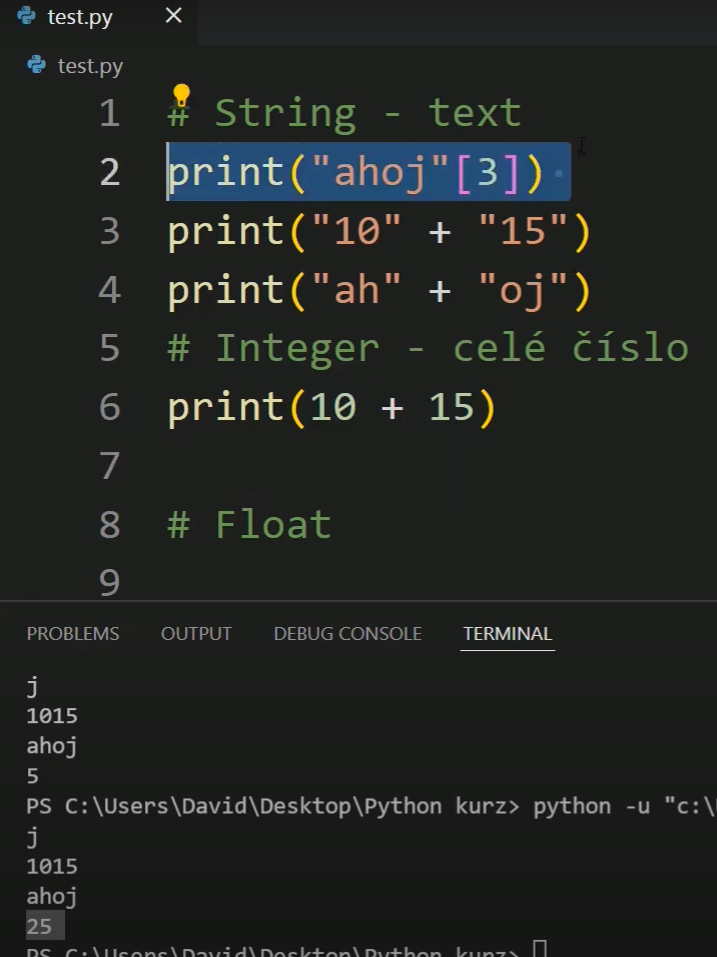 test.py
test.py
1 # String - text
2 print("ahoj"[3])
3 print("10" + "15")
4 print("ah" + "oj")
5 # Integer - celé číslo
6 print(10 + 15)
7
8 # Float
9
PROBLEMS OUTPUT DEBUG CONSOLE TERMINAL
j
1015
ahoj
5
PS C:\Users\David\Desktop\Python kurz> python -u "c:\
j
1015
ahoj
25
PS C:\Users\David\Desktop\Python kurz>